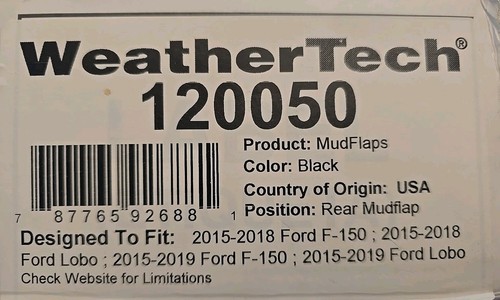 WeatherTech®
120050
Product: MudFlaps
Color: Black
Country of Origin: USA
7 87765 92688 1
Position: Rear Mudflap
Designed To Fit: 2015-2018 Ford F-150 ; 2015-2018
Ford Lobo ; 2015-2019 Ford F-150 ; 2015-2019 Ford Lobo
Check Website for Limitations